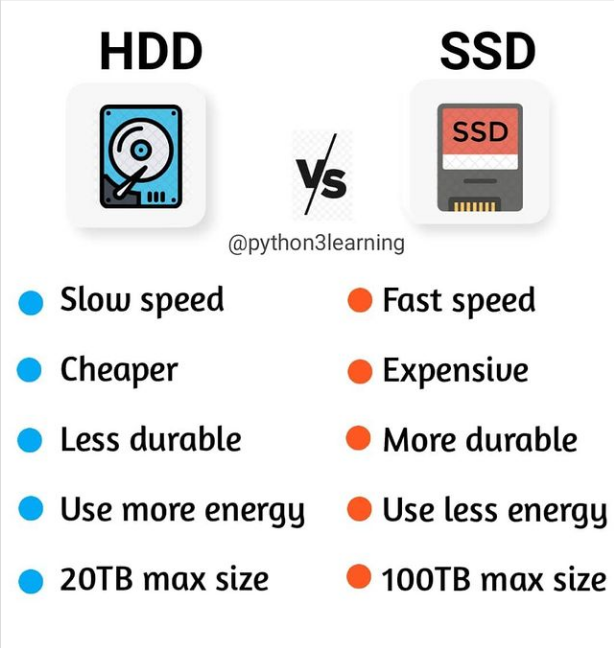 HDD
SSD
SSD
VS
@python3learning
Slow speed
Fast speed
Cheaper
Expensive
Less durable
More durable
Use more energy
Use less energy
20TB max size
100TB max size